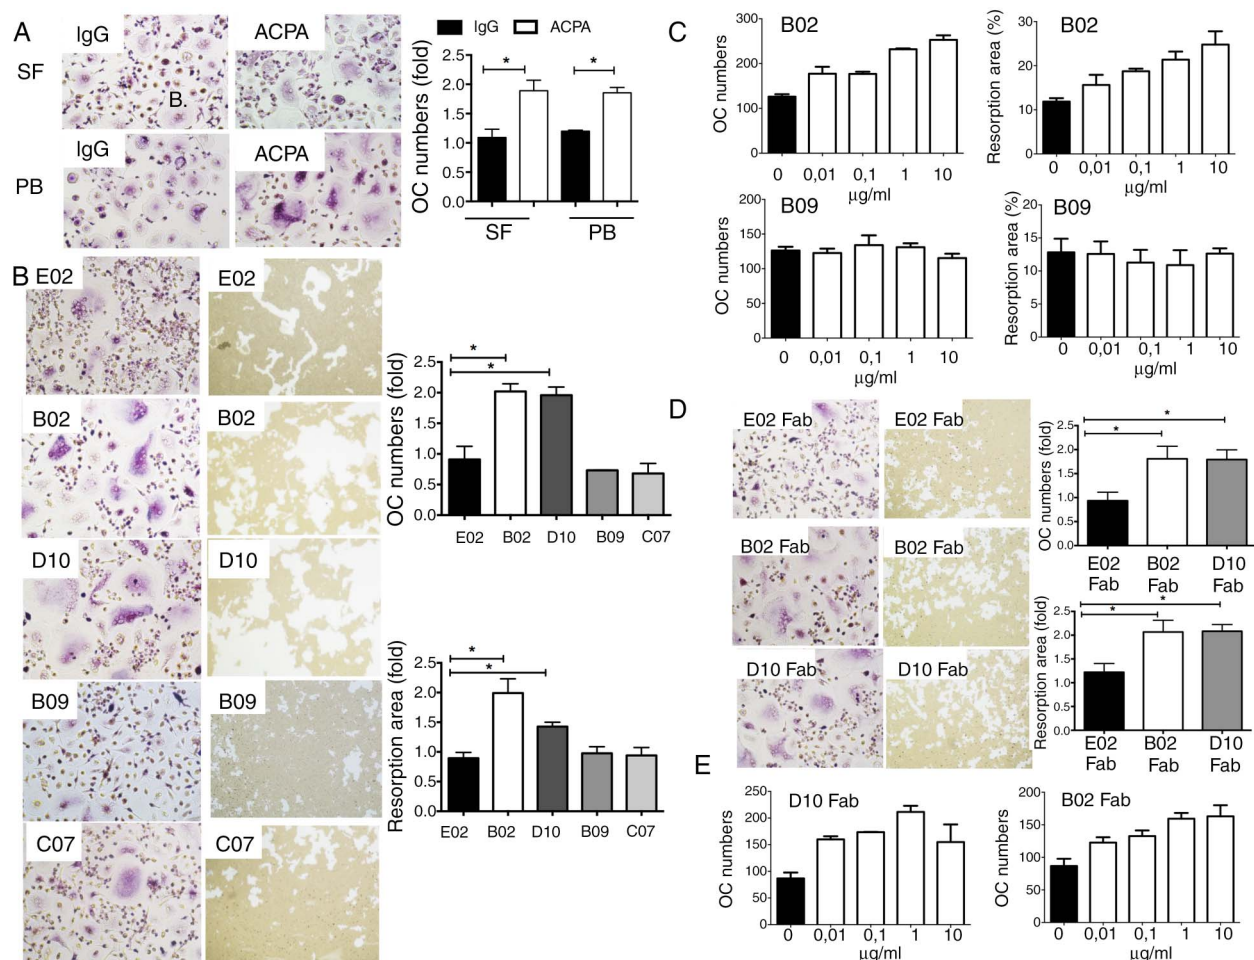 A
IgG
ACPA
SF
B.
IgG
ACPA
PB
IgG
ACPA
OC numbers (fold)
2.5
2.0
1.5
1.0
0.5
0.0
*
*
SF
PB
B
E02
E02
B02
B02
D10
D10
B09
B09
C07
C07
OC numbers (fold)
2.5
2.0
1.5
1.0
0.5
0.0
*
*
E02 B02 D10 B09 C07
Resorption area (fold)
2.5
2.0
1.5
1.0
0.5
0.0
*
*
E02 B02 D10 B09 C07
C
B02
OC numbers
300
200
100
0
0 0,01 0,1 1 10
µg/ml
B02
Resorption area (%)
30
20
10
0
0 0,01 0,1 1 10
µg/ml
B09
OC numbers
200
150
100
50
0
0 0,01 0,1 1 10
B09
Resorption area (%)
20
15
10
5
0
0 0,01 0,1 1 10
D
E02 Fab
E02 Fab
B02 Fab
B02 Fab
D10 Fab
D10 Fab
OC numbers (fold)
2.5
2.0
1.5
1.0
0.5
0.0
*
*
E02 Fab B02 Fab D10 Fab
Resorption area (fold)
2.5
2.0
1.5
1.0
0.5
0.0
*
*
E02 Fab B02 Fab D10 Fab
E
D10 Fab
OC numbers
250
200
150
100
50
0
0 0,01 0,1 1 10
µg/ml
B02 Fab
OC numbers
200
150
100
50
0
0 0,01 0,1 1 10
µg/ml